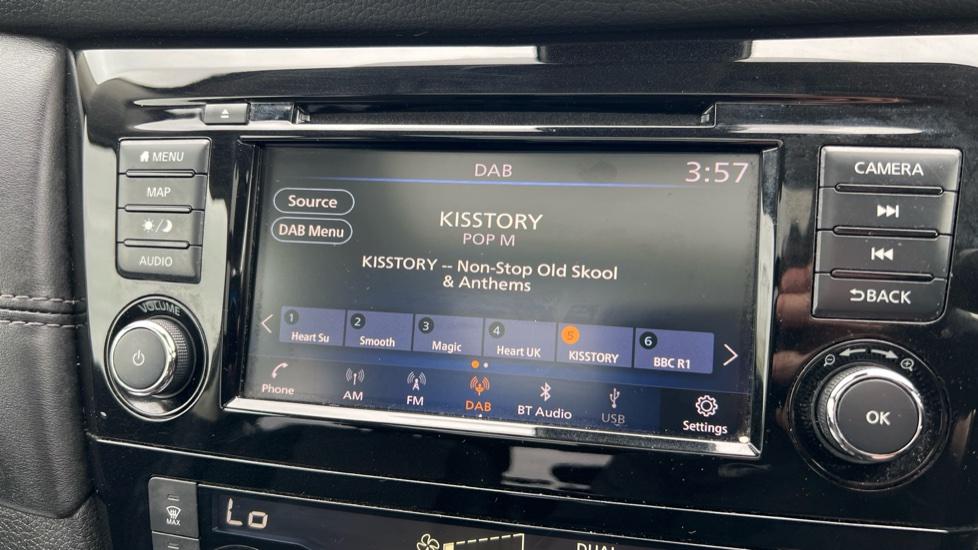 MENU
MAP
AUDIO
VOLUME
DAB
3:57
Source
DAB Menu
KISSTORY
POP M
KISSTORY -- Non-Stop Old Skool
& Anthems
1 Heart Su
2 Smooth
3 Magic
4 Heart UK
5 KISSTORY
6 BBC R1
Phone
AM
FM
DAB
BT Audio
USB
Settings
CAMERA
BACK
OK
MAX
Lo
DUAL